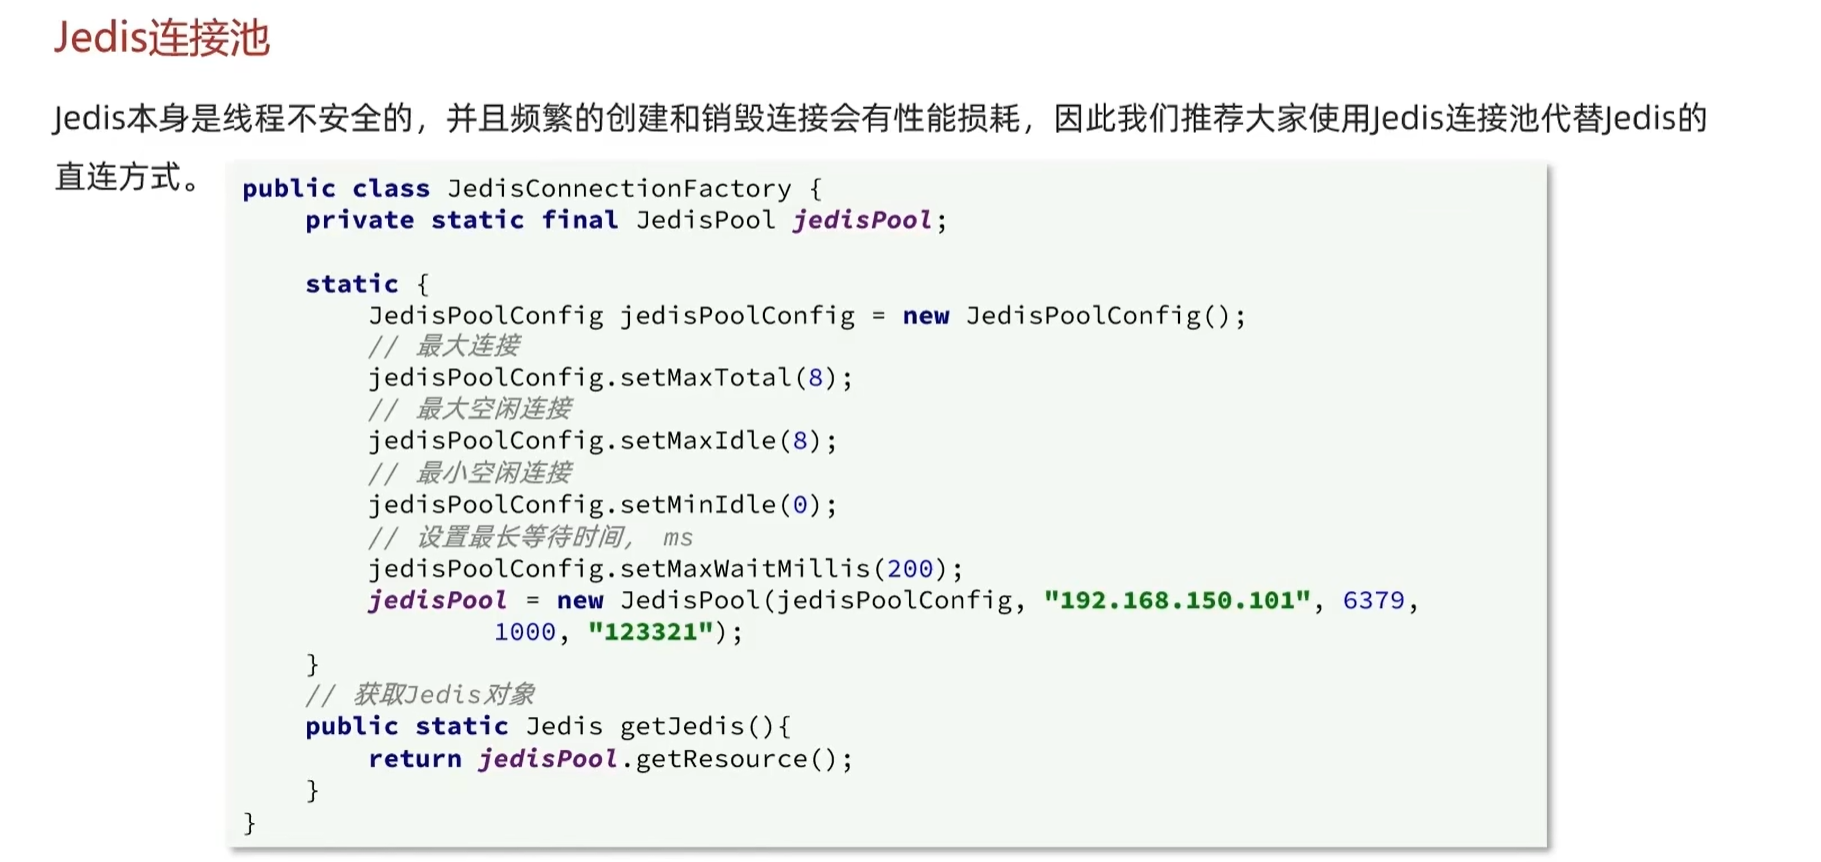 Jedis连接池
Jedis本身是线程不安全的，并且频繁的创建和销毁连接会有性能损耗，因此我们推荐大家使用Jedis连接池代替Jedis的
直连方式。
public class JedisConnectionFactory {
    private static final JedisPool jedisPool;

    static {
        JedisPoolConfig jedisPoolConfig = new JedisPoolConfig();
        // 最大连接
        jedisPoolConfig.setMaxTotal(8);
        // 最大空闲连接
        jedisPoolConfig.setMaxIdle(8);
        // 最小空闲连接
        jedisPoolConfig.setMinIdle(0);
        // 设置最长等待时间， ms
        jedisPoolConfig.setMaxWaitMillis(200);
        jedisPool = new JedisPool(jedisPoolConfig, "192.168.150.101", 6379,
                1000, "123321");
    }
    // 获取Jedis对象
    public static Jedis getJedis(){
        return jedisPool.getResource();
    }
}